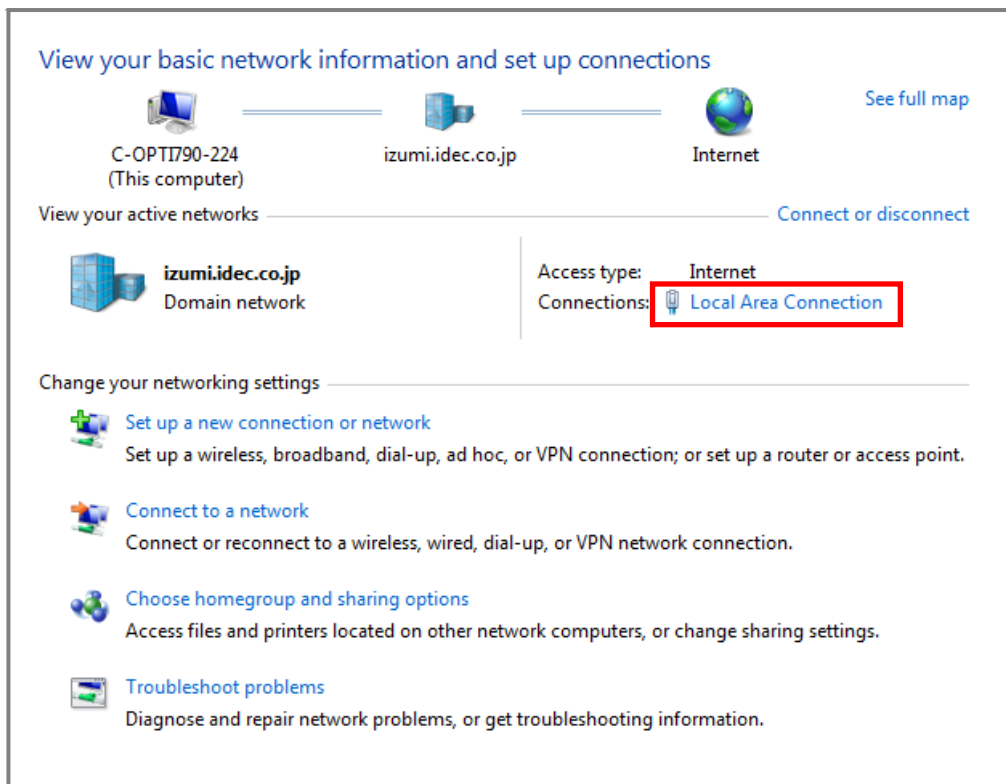 View your basic network information and set up connections
See full map
C-OPTI790-224
(This computer)
izumi.idec.co.jp
Internet
View your active networks
Connect or disconnect
izumi.idec.co.jp
Domain network
Access type: Internet
Connections: Local Area Connection
Change your networking settings
Set up a new connection or network
Set up a wireless, broadband, dial-up, ad hoc, or VPN connection; or set up a router or access point.
Connect to a network
Connect or reconnect to a wireless, wired, dial-up, or VPN network connection.
Choose homegroup and sharing options
Access files and printers located on other network computers, or change sharing settings.
Troubleshoot problems
Diagnose and repair network problems, or get troubleshooting information.